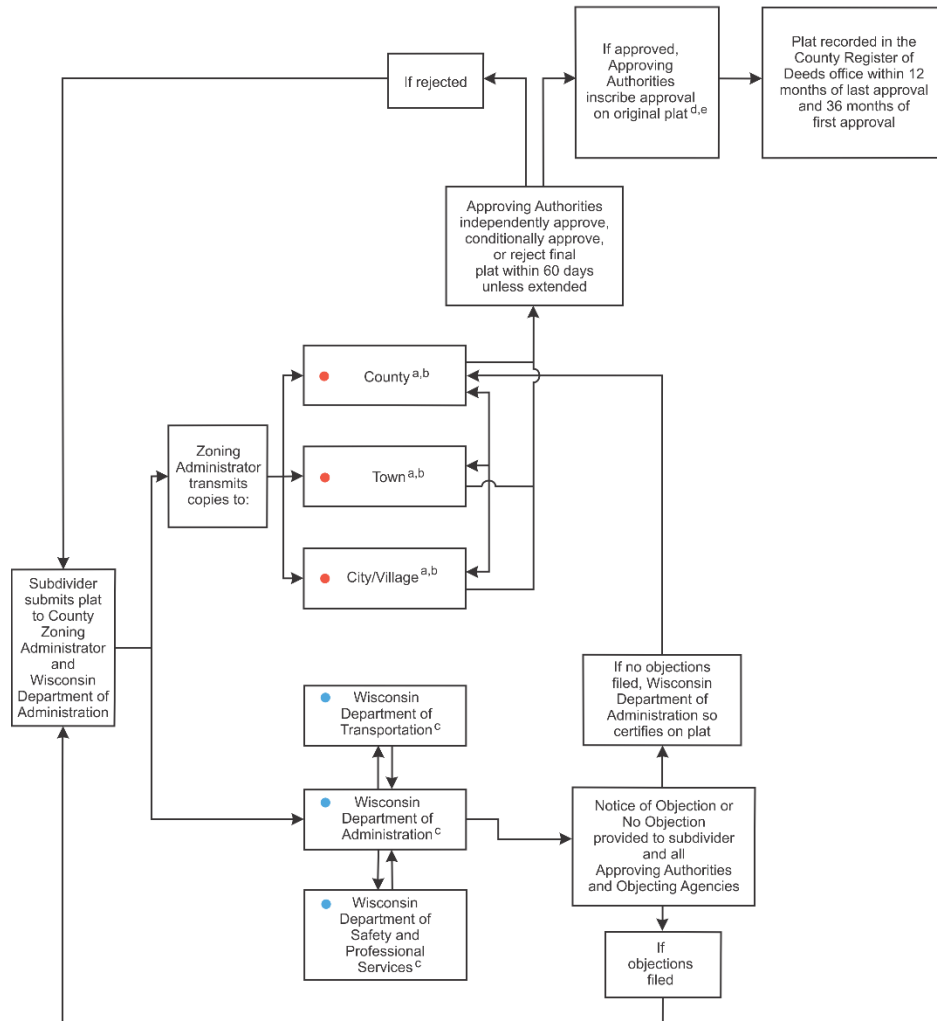 If rejected
If approved,
Approving
Authorities
inscribe approval
on original plat d,e
Plat recorded in the
County Register of
Deeds office within 12
months of last approval
and 36 months of
first approval
Approving Authorities
independently approve,
conditionally approve,
or reject final
plat within 60 days
unless extended
County a,b
Zoning
Administrator
transmits
copies to:
Town a,b
City/Village a,b
Subdivider
submits plat
to County
Zoning
Administrator
and
Wisconsin
Department of
Administration
Wisconsin
Department of
Transportation c
If no objections
filed, Wisconsin
Department of
Administration so
certifies on plat
Wisconsin
Department of
Administration c
Notice of Objection or
No Objection
provided to subdivider
and all
Approving Authorities
and Objecting Agencies
Wisconsin
Department of
Safety and
Professional
Services c
If
objections
filed